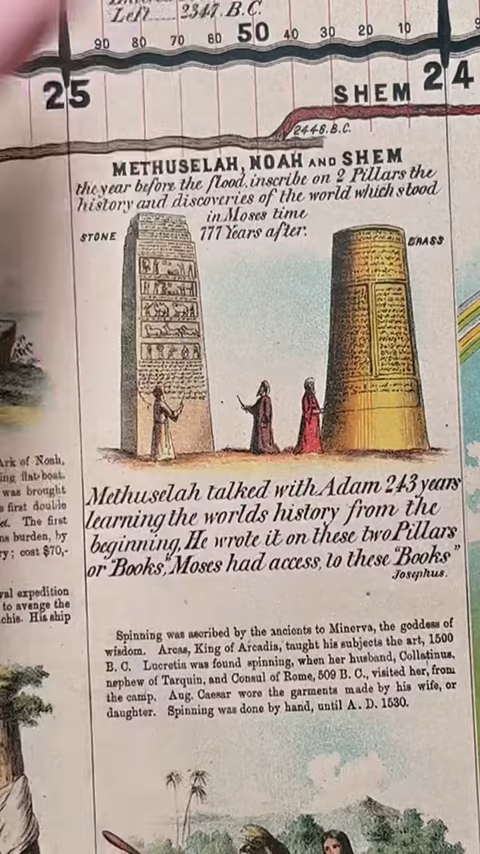 Left ..... 2347. B.C.
90 80 70 60 50 40 30 20 10
25
SHEM 24
2446. B.C.
METHUSELAH, NOAH AND SHEM
the year before the flood, inscribe on 2 Pillars the
history and discoveries of the world which stood
in Moses time
777 Years after.
STONE
BRASS
Methuselah talked with Adam 243 years
learning the worlds history from the
beginning, He wrote it on these two Pillars
or "Books," Moses had access, to these "Books"
Josephus.
Ark of Noah,
ing flat-boat.
was brought
first double
The first
burden, by
ry; cost $70,-
expedition
to avenge the
chis. His ship
Spinning was ascribed by the ancients to Minerva, the goddess of
wisdom. Arcas, King of Arcadia, taught his subjects the art, 1500
B. C. Lucretia was found spinning, when her husband, Collatinus,
nephew of Tarquin, and Consul of Rome, 509 B. C., visited her, from
the camp. Aug. Caesar wore the garments made by his wife, or
daughter. Spinning was done by hand, until A. D. 1530.